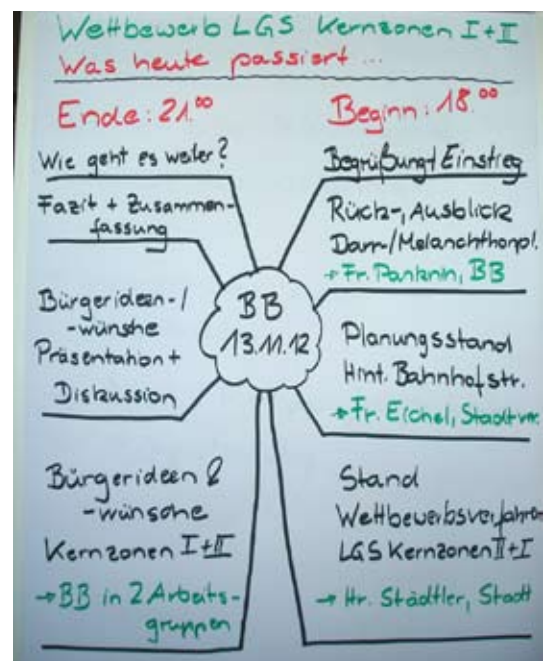 Wettbewerb LGS Kernzonen I+II
Was heute passiert ...
Beginn: 18.00
Begrüßung+Einstieg
Rück-, Ausblick
Dam-/Melanchthonpl.
→ Fr. Panknin, BB
Planungsstand
Hint. Bahnhofstr.
→ Fr. Eichel, Stadtver.
Stand
Wettbewerbsverfahren
LGS Kernzonen II+I
→ Hr. Städtler, Stadt
BB
13.11.12
Bürgerideen &
-wünsche
Kernzonen I+II
→ BB in 2 Arbeits-
gruppen
Bürgerideen-/
-wünsche
Präsentation+
Diskussion
Fazit + Zusammen-
fassung
Wie geht es weiter?
Ende: 21.00